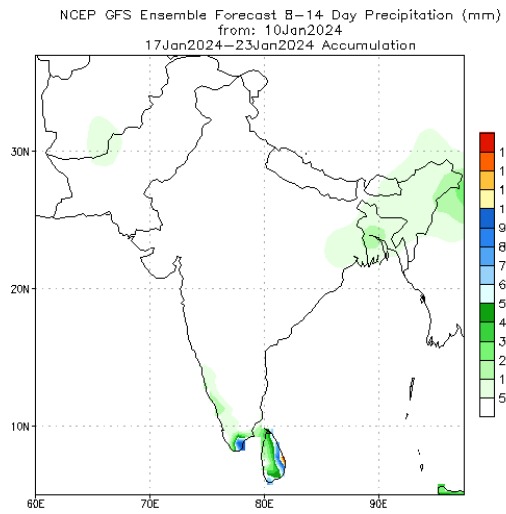 NCEP GFS Ensemble Forecast 8-14 Day Precipitation (mm)
from: 10Jan2024
17Jan2024-23Jan2024 Accumulation
30N
20N
10N
60E 70E 80E 90E
1
1
1
1
9
8
7
6
5
4
3
2
1
5